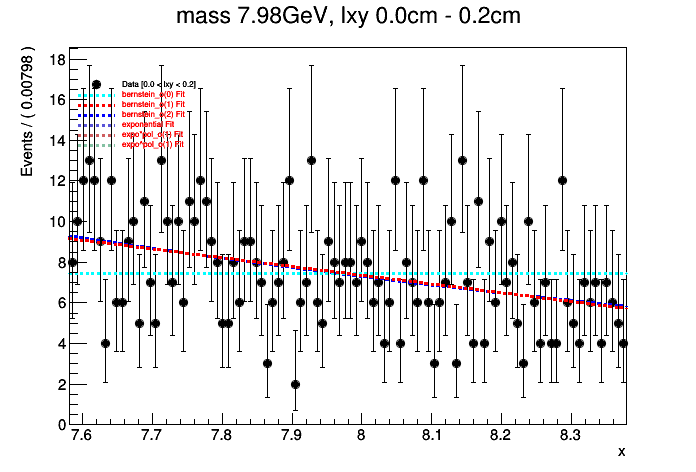 mass 7.98GeV, lxy 0.0cm - 0.2cm
Events / ( 0.00798 )
18
16
14
12
10
8
6
4
2
0
Data [0.0 < lxy < 0.2]
bernstein_o(0) Fit
bernstein_o(1) Fit
bernstein_o(2) Fit
exponential Fit
Fit
expo*pol_o(1) Fit
7.6 7.7 7.8 7.9 8 8.1 8.2 8.3
x